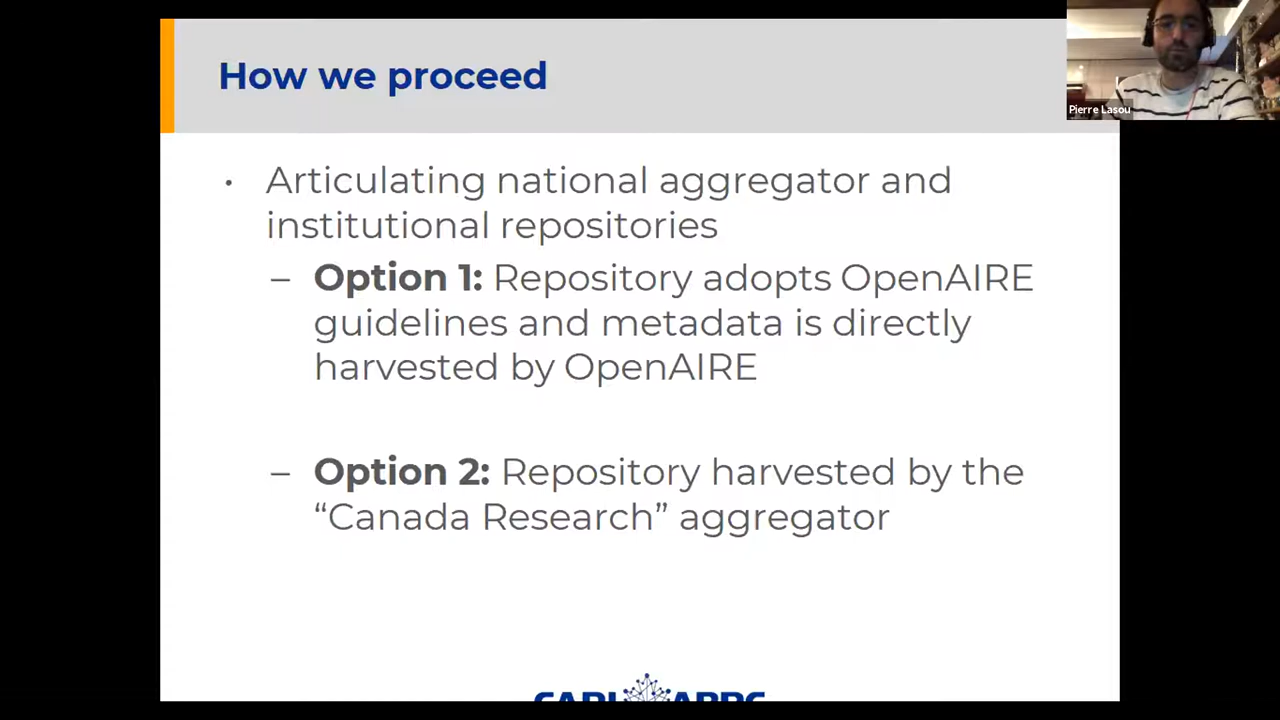 How we proceed
Pierre Lasou
• Articulating national aggregator and
institutional repositories
– Option 1: Repository adopts OpenAIRE
guidelines and metadata is directly
harvested by OpenAIRE
– Option 2: Repository harvested by the
“Canada Research” aggregator